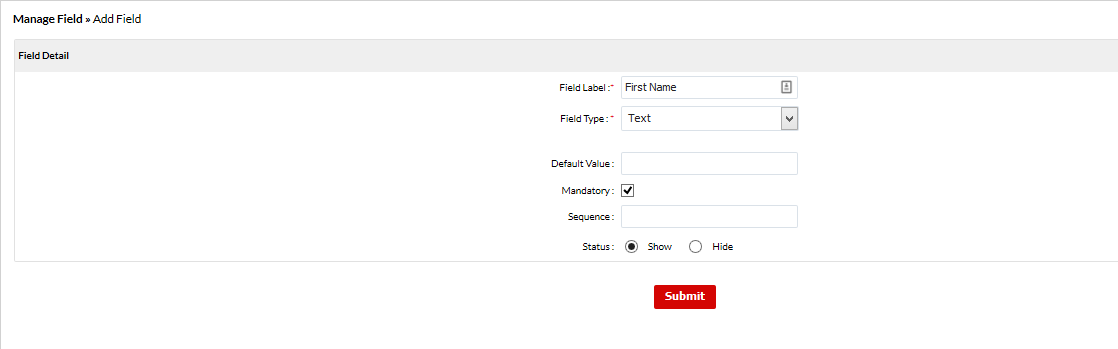 Manage Field » Add Field
Field Detail
Field Label :* First Name
Field Type : * Text
Default Value :
Mandatory :
Sequence :
Status : Show Hide
Submit